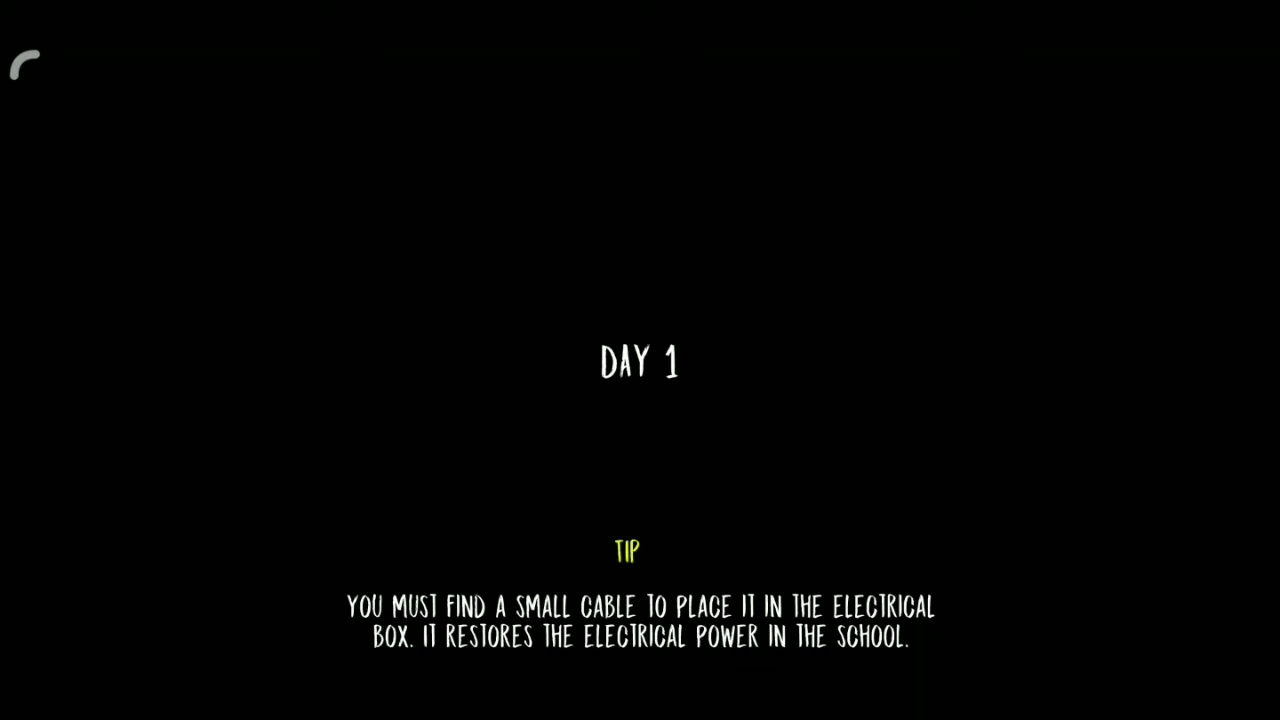 DAY 1
TIP
YOU MUST FIND A SMALL CABLE TO PLACE IT IN THE ELECTRICAL
BOX. IT RESTORES THE ELECTRICAL POWER IN THE SCHOOL.